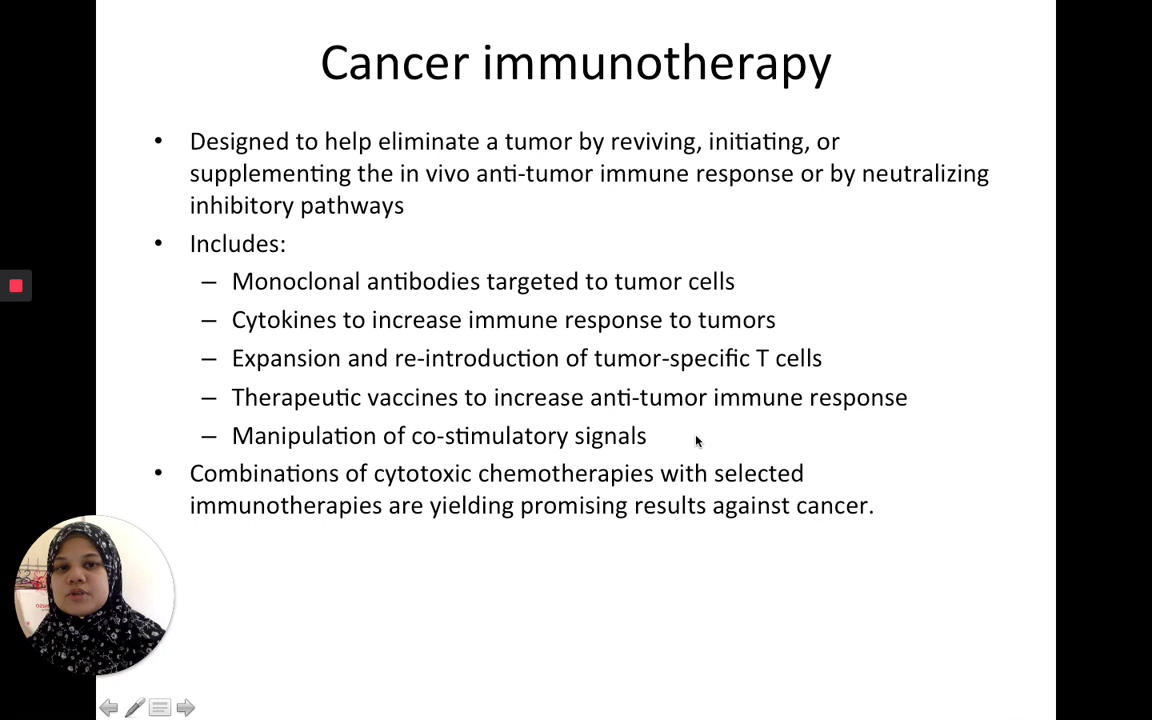 Cancer immunotherapy
• Designed to help eliminate a tumor by reviving, initiating, or
supplementing the in vivo anti-tumor immune response or by neutralizing
inhibitory pathways
• Includes:
– Monoclonal antibodies targeted to tumor cells
– Cytokines to increase immune response to tumors
– Expansion and re-introduction of tumor-specific T cells
– Therapeutic vaccines to increase anti-tumor immune response
– Manipulation of co-stimulatory signals
• Combinations of cytotoxic chemotherapies with selected
immunotherapies are yielding promising results against cancer.